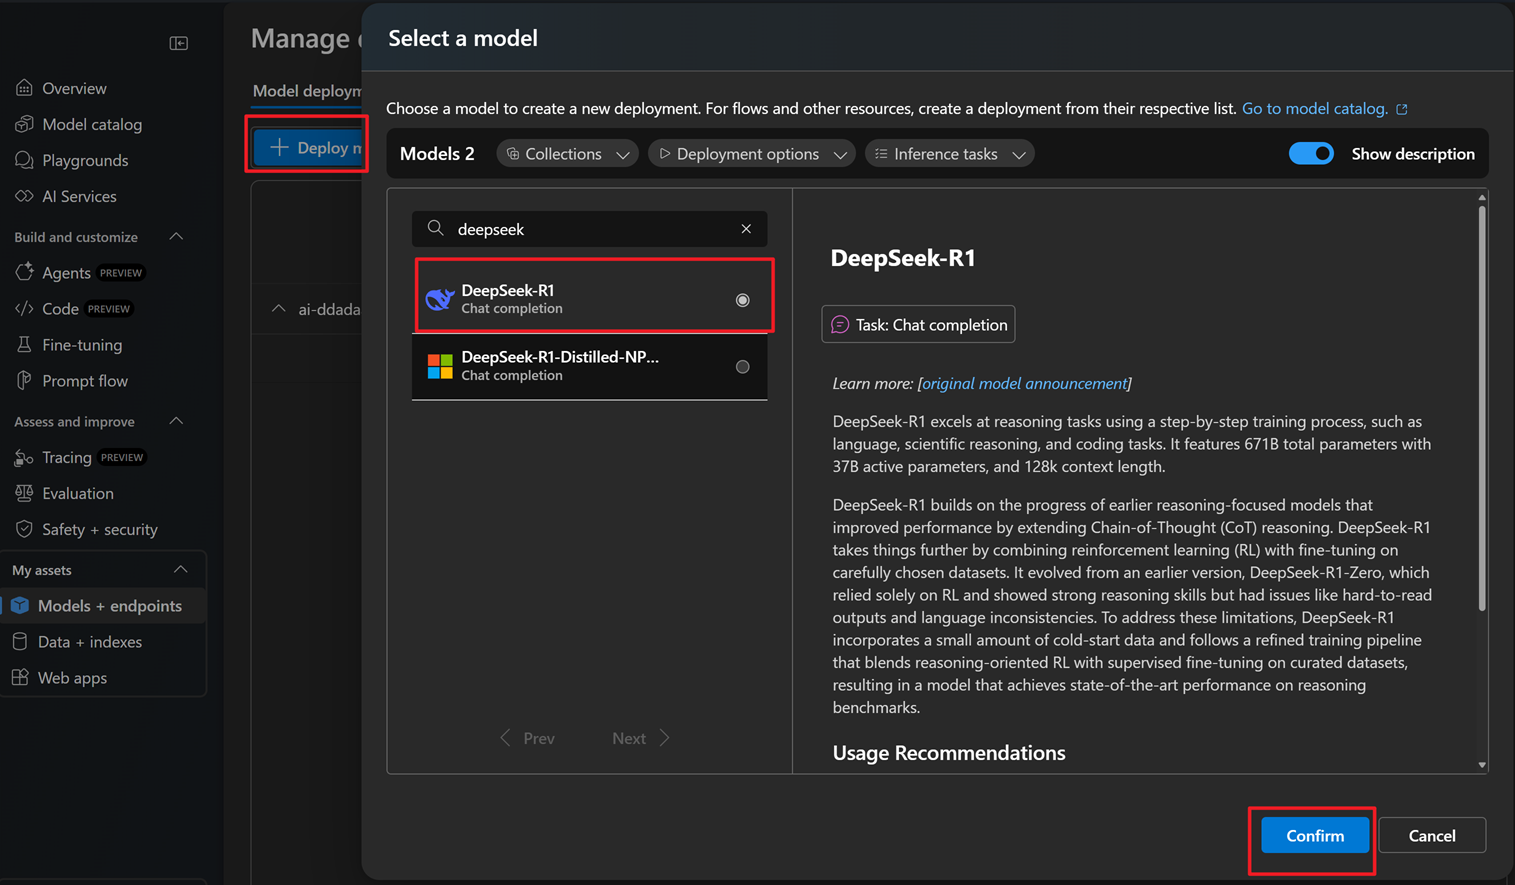 Overview
Model catalog
Playgrounds
AI Services
Build and customize
Agents PREVIEW
Code PREVIEW
Fine-tuning
Prompt flow
Assess and improve
Tracing PREVIEW
Evaluation
Safety + security
My assets
Models + endpoints
Data + indexes
Web apps
Manage
Model deploym
Deploy m
ai-ddada
Select a model
Choose a model to create a new deployment. For flows and other resources, create a deployment from their respective list. Go to model catalog.
Models 2
Collections
Deployment options
Inference tasks
Show description
deepseek
DeepSeek-R1
Chat completion
DeepSeek-R1-Distilled-NP...
Chat completion
Prev
Next
DeepSeek-R1
Task: Chat completion
Learn more: [original model announcement]
DeepSeek-R1 excels at reasoning tasks using a step-by-step training process, such as
language, scientific reasoning, and coding tasks. It features 671B total parameters with
37B active parameters, and 128k context length.
DeepSeek-R1 builds on the progress of earlier reasoning-focused models that
improved performance by extending Chain-of-Thought (CoT) reasoning. DeepSeek-R1
takes things further by combining reinforcement learning (RL) with fine-tuning on
carefully chosen datasets. It evolved from an earlier version, DeepSeek-R1-Zero, which
relied solely on RL and showed strong reasoning skills but had issues like hard-to-read
outputs and language inconsistencies. To address these limitations, DeepSeek-R1
incorporates a small amount of cold-start data and follows a refined training pipeline
that blends reasoning-oriented RL with supervised fine-tuning on curated datasets,
resulting in a model that achieves state-of-the-art performance on reasoning
benchmarks.
Usage Recommendations
Confirm
Cancel